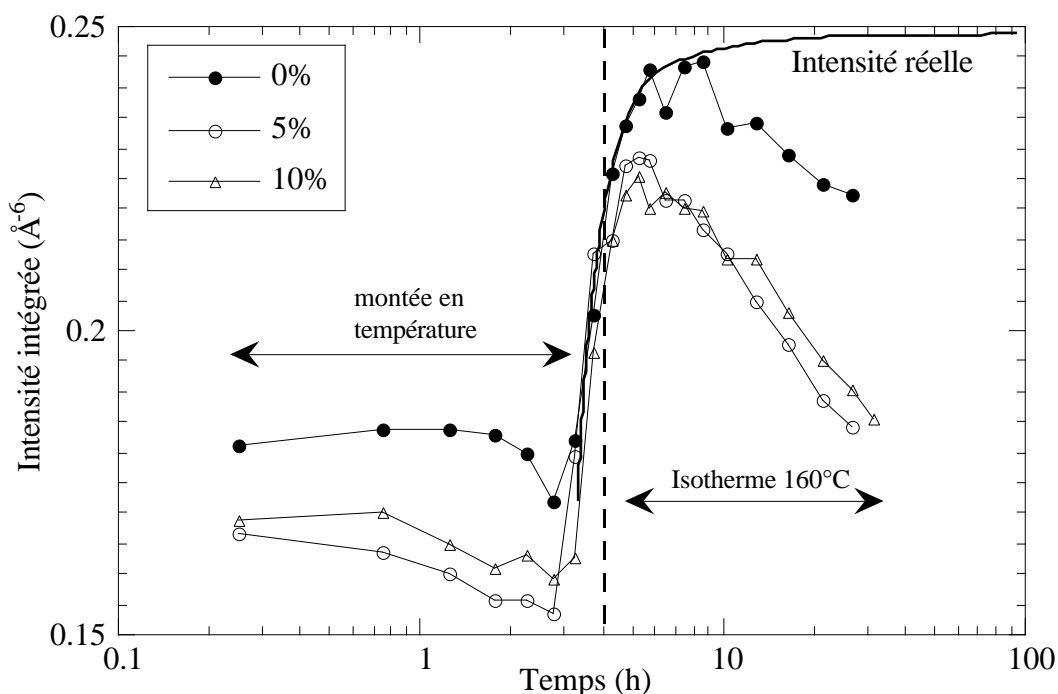 0.25
0%
5%
10%
Intensité réelle
Intensité intégrée (Å-6)
montée en
température
0.2
Isotherme 160°C
0.15
0.1
1
10
100
Temps (h)